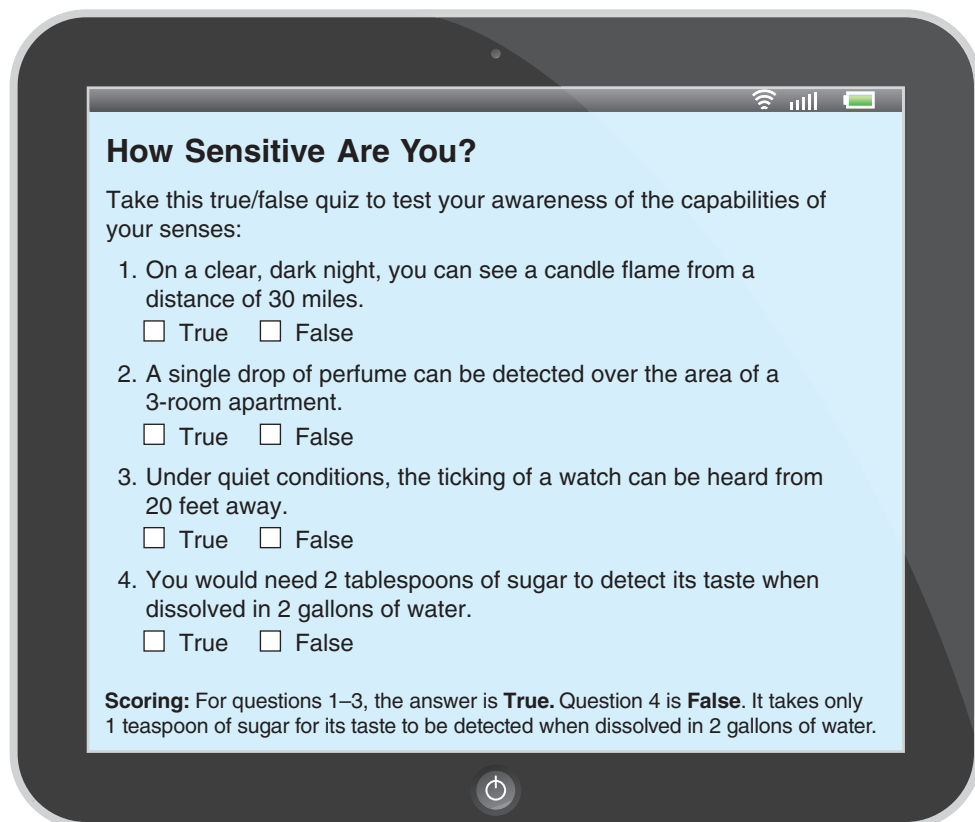 How Sensitive Are You?
Take this true/false quiz to test your awareness of the capabilities of
your senses:
1. On a clear, dark night, you can see a candle flame from a
distance of 30 miles.
True False
2. A single drop of perfume can be detected over the area of a
3-room apartment.
True False
3. Under quiet conditions, the ticking of a watch can be heard from
20 feet away.
True False
4. You would need 2 tablespoons of sugar to detect its taste when
dissolved in 2 gallons of water.
True False
Scoring: For questions 1–3, the answer is True. Question 4 is False. It takes only
1 teaspoon of sugar for its taste to be detected when dissolved in 2 gallons of water.